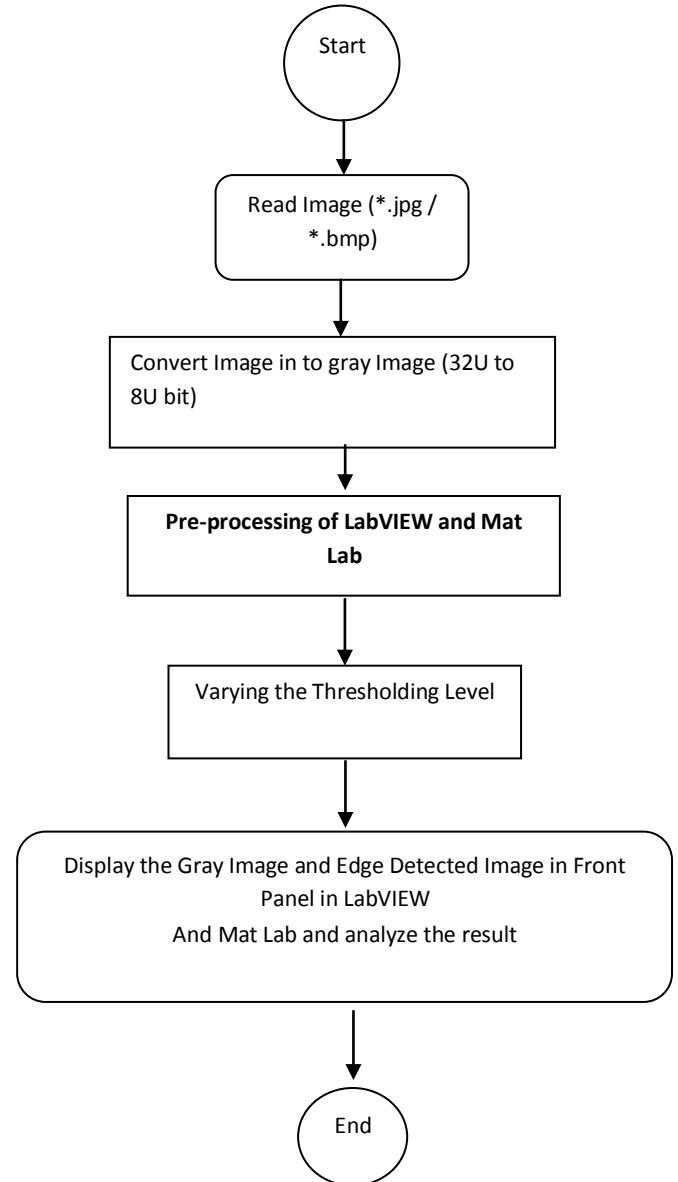 Start
Read Image (*.jpg /
*.bmp)
Convert Image in to gray Image (32U to
8U bit)
Pre-processing of LabVIEW and Mat
Lab
Varying the Thresholding Level
Display the Gray Image and Edge Detected Image in Front
Panel in LabVIEW
And Mat Lab and analyze the result
End